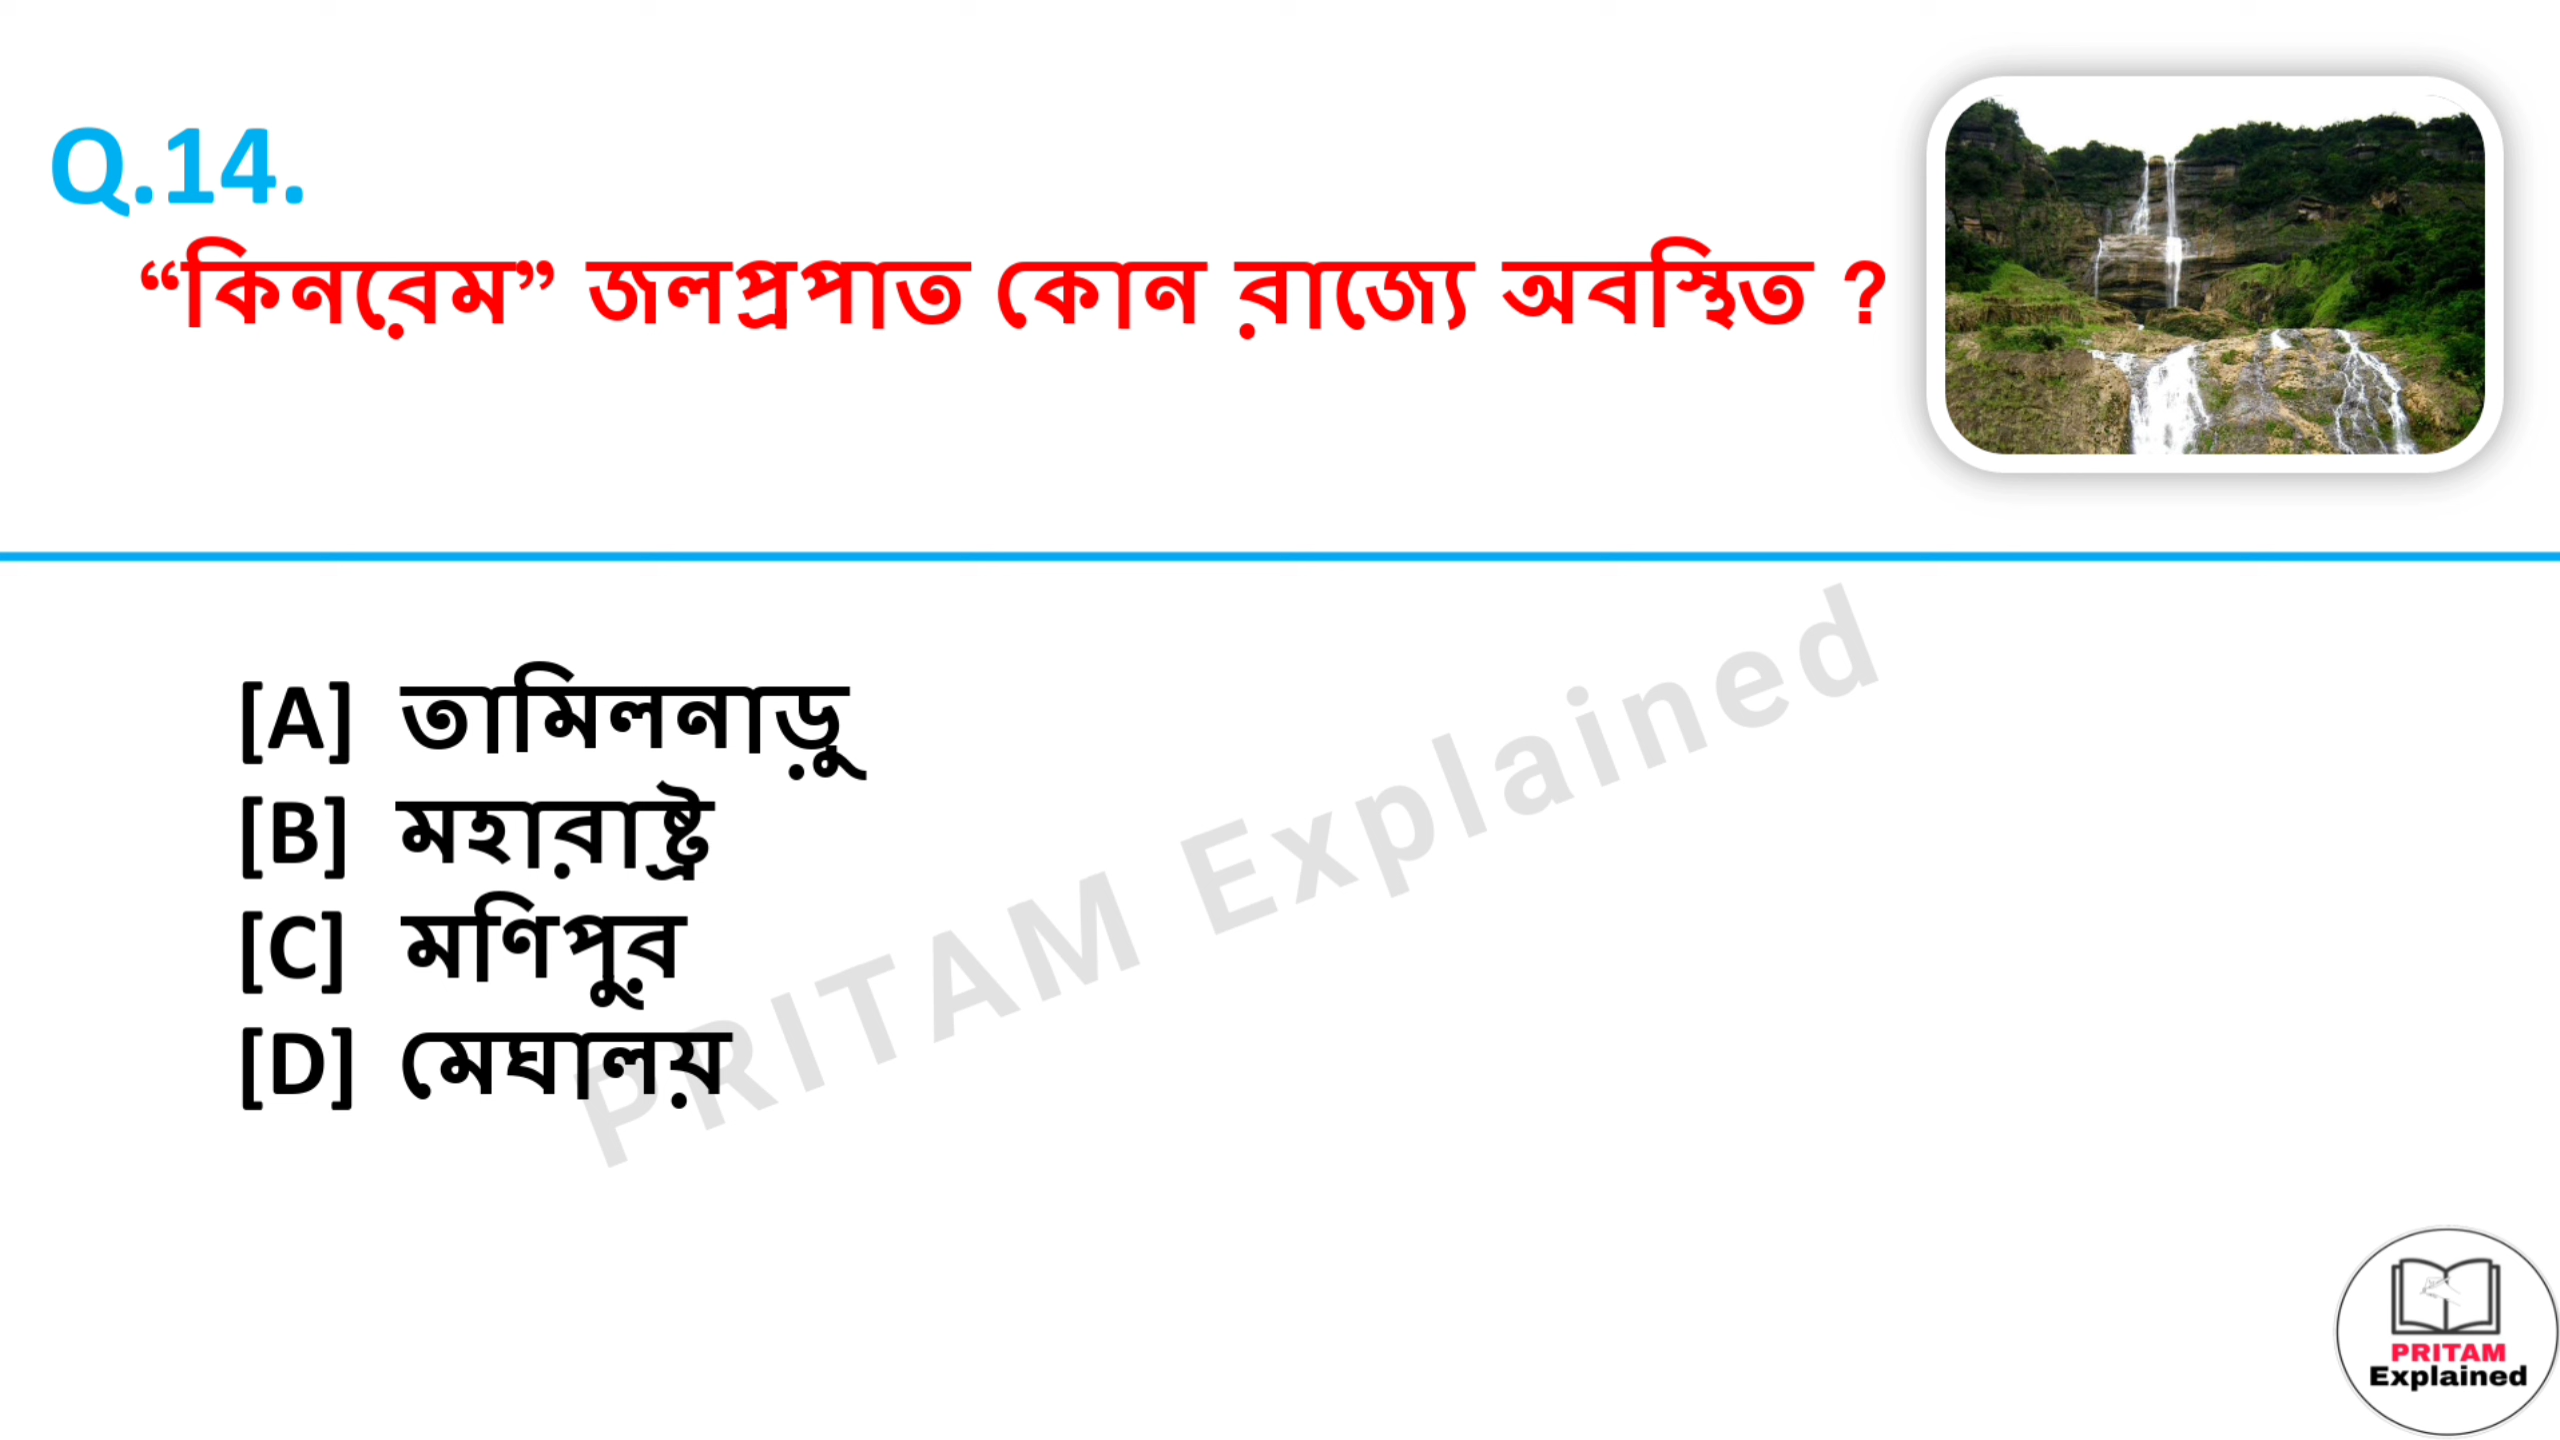 Q.14.
“কিনরেম” জলপ্রপাত কোন রাজ্যে অবস্থিত ?
[A] তামিলনাড়ু
[B] মহারাষ্ট্র
[C] মণিপুর
[D] মেঘালয়
PRITAM Explained
PRITAM
Explained